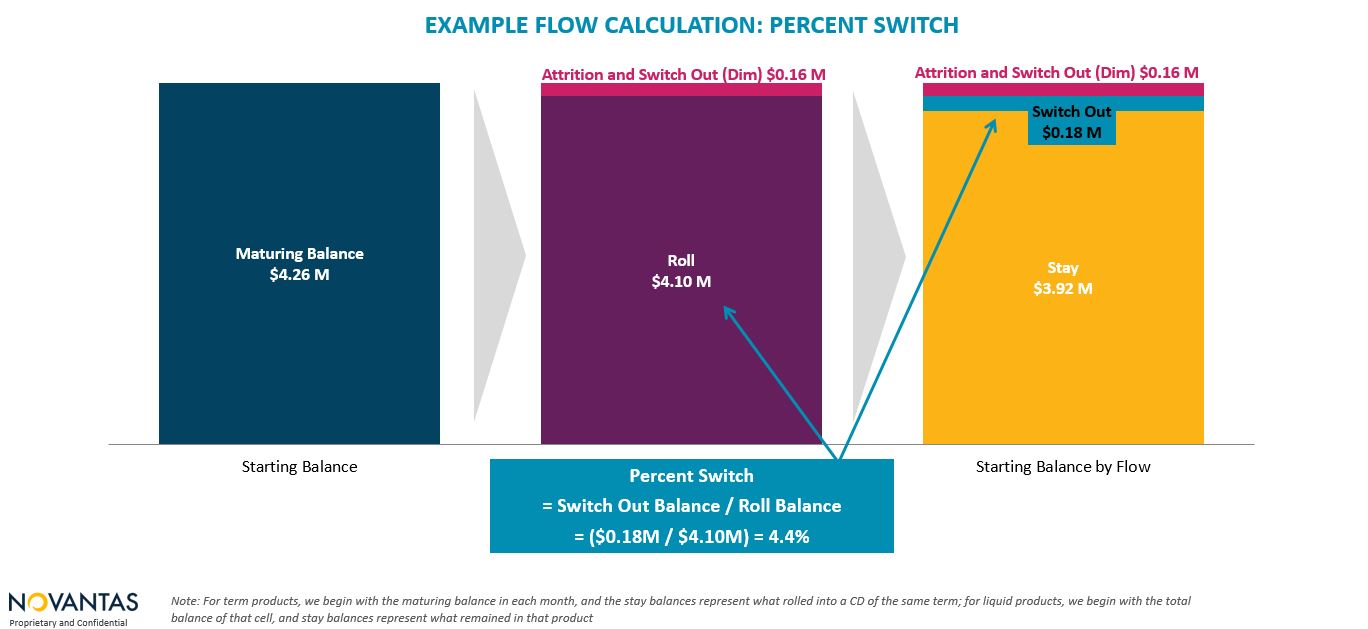 EXAMPLE FLOW CALCULATION: PERCENT SWITCH
Attrition and Switch Out (Dim) $0.16 M
Attrition and Switch Out (Dim) $0.16 M
Switch Out
$0.18 M
Maturing Balance
$4.26 M
Roll
$4.10 M
Stay
$3.92 M
Starting Balance
Starting Balance by Flow
Percent Switch
= Switch Out Balance / Roll Balance
= ($0.18M / $4.10M) = 4.4%
NOVANTAS
Proprietary and Confidential
Note: For term products, we begin with the maturing balance in each month, and the stay balances represent what rolled into a CD of the same term; for liquid products, we begin with the total
balance of that cell, and stay balances represent what remained in that product